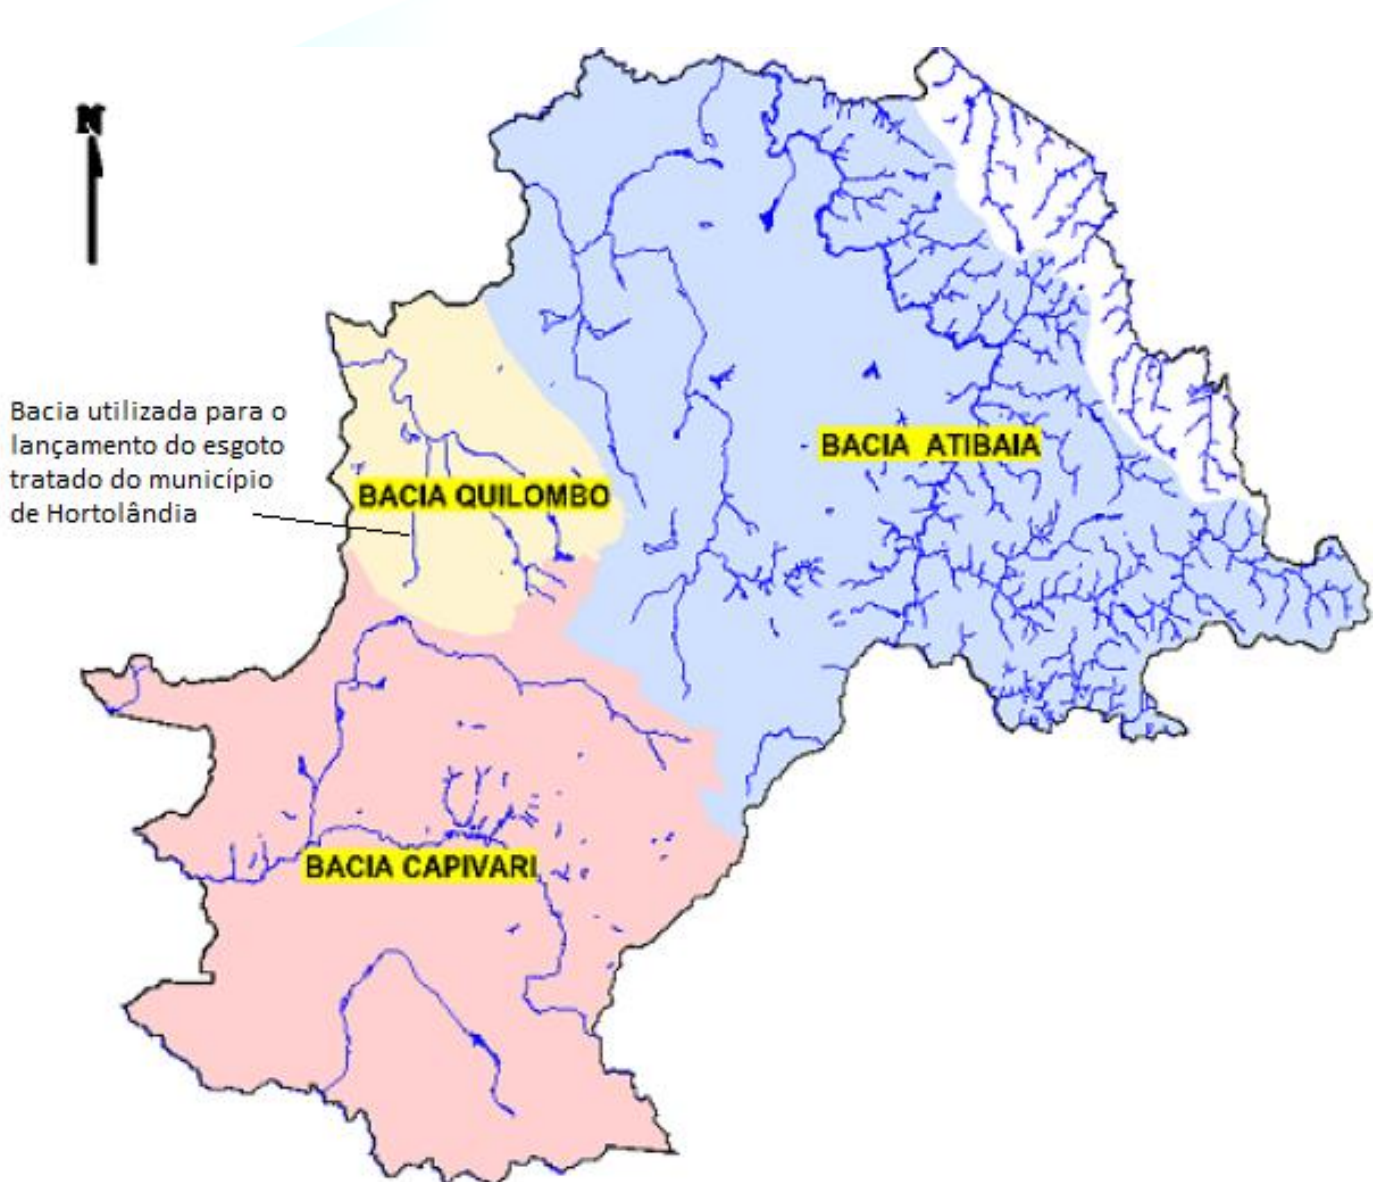 N
Bacia utilizada para o
lançamento do esgoto
tratado do município
de Hortolândia
BACIA QUILOMBO
BACIA ATIBAIA
BACIA CAPIVARI